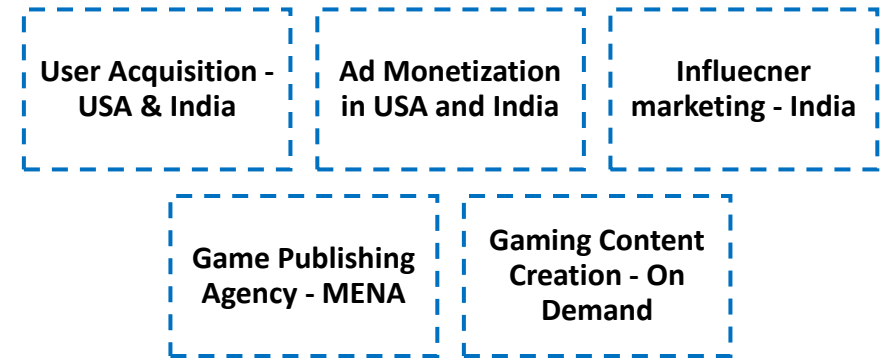 User Acquisition -
USA & India
Ad Monetization
in USA and India
Influecner
marketing - India
Game Publishing
Agency - MENA
Gaming Content
Creation - On
Demand